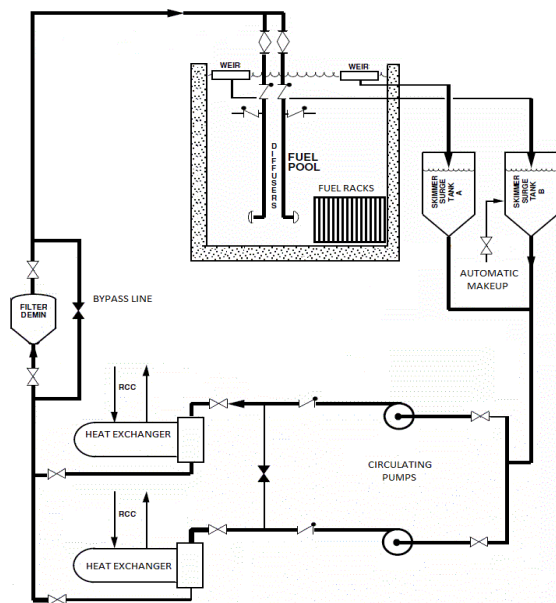 WEIR
WEIR
DIFFUSERS
FUEL
POOL
FUEL RACKS
SKIMMER
SURGE
TANK
A
SKIMMER
SURGE
TANK
B
AUTOMATIC
MAKEUP
BYPASS LINE
FILTER
DEMIN
RCC
HEAT EXCHANGER
CIRCULATING
PUMPS
RCC
HEAT EXCHANGER